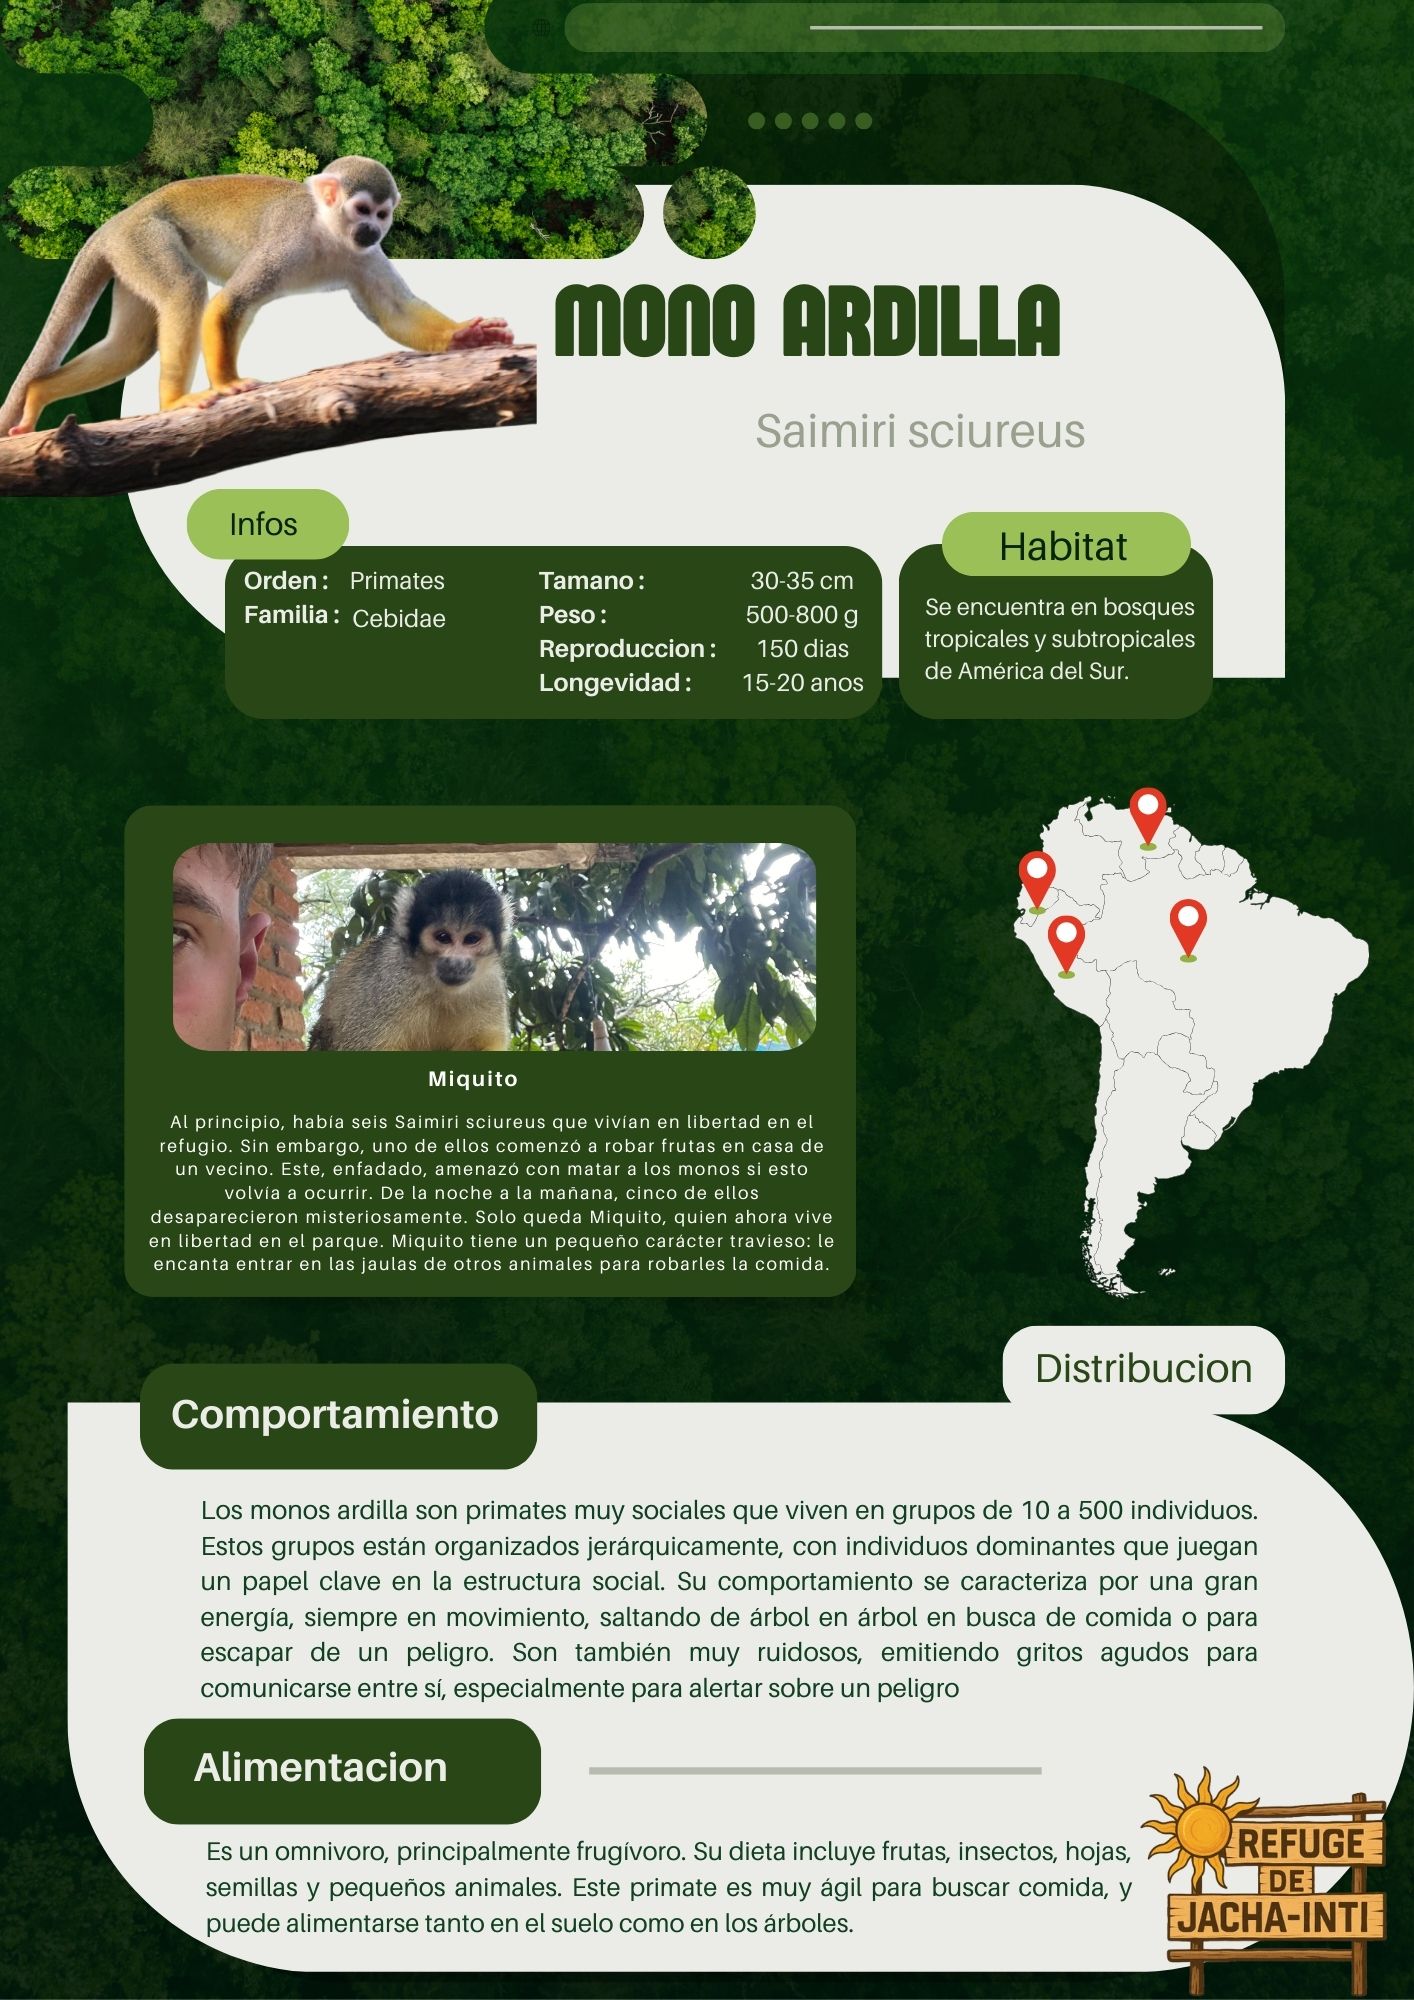 MONO ARDILLA
Saimiri sciureus
Infos
Orden : Primates
Familia : Cebidae
Tamano : 30-35 cm
Peso : 500-800 g
Reproduccion : 150 dias
Longevidad : 15-20 anos
Habitat
Se encuentra en bosques
tropicales y subtropicales
de América del Sur.
Miquito
Al principio, había seis Saimiri sciureus que vivían en libertad en el
refugio. Sin embargo, uno de ellos comenzó a robar frutas en casa de
un vecino. Este, enfadado, amenazó con matar a los monos si esto
volvía a ocurrir. De la noche a la mañana, cinco de ellos
desaparecieron misteriosamente. Solo queda Miquito, quien ahora vive
en libertad en el parque. Miquito tiene un pequeño carácter travieso: le
encanta entrar en las jaulas de otros animales para robarles la comida.
Distribucion
Comportamiento
Los monos ardilla son primates muy sociales que viven en grupos de 10 a 500 individuos.
Estos grupos están organizados jerárquicamente, con individuos dominantes que juegan
un papel clave en la estructura social. Su comportamiento se caracteriza por una gran
energía, siempre en movimiento, saltando de árbol en árbol en busca de comida o para
escapar de un peligro. Son también muy ruidosos, emitiendo gritos agudos para
comunicarse entre sí, especialmente para alertar sobre un peligro
Alimentacion
Es un omnivoro, principalmente frugívoro. Su dieta incluye frutas, insectos, hojas,
semillas y pequeños animales. Este primate es muy ágil para buscar comida, y
puede alimentarse tanto en el suelo como en los árboles.
REFUGE
DE
JACHA-INTI